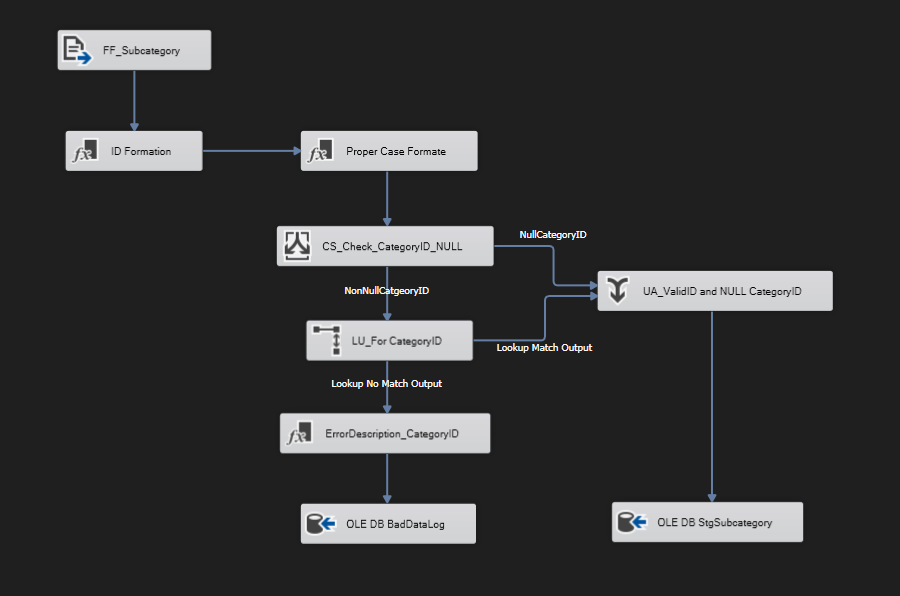 FF_Subcategory
ID Formation
Proper Case Formate
CS_Check_CategoryID_NULL
NullCategoryID
NonNullCatgeoryID
UA_ValidID and NULL CategoryID
LU_For CategoryID
Lookup Match Output
Lookup No Match Output
ErrorDescription_CategoryID
OLE DB BadDataLog
OLE DB StgSubcategory